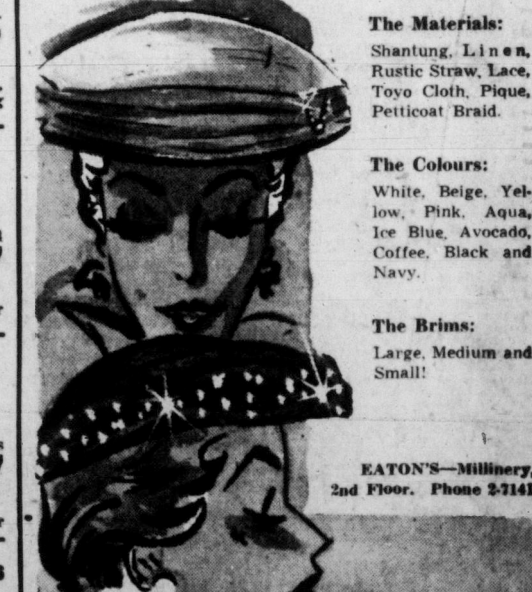 The Materials:
Shantung, Linen,
Rustic Straw, Lace,
Toyo Cloth, Pique,
Petticoat Braid.
The Colours:
White, Beige, Yel-
low, Pink, Aqua,
Ice Blue, Avocado,
Coffee, Black and
Navy.
The Brims:
Large, Medium and
Small!
EATON'S—Millinery,
2nd Floor. Phone 2-7141